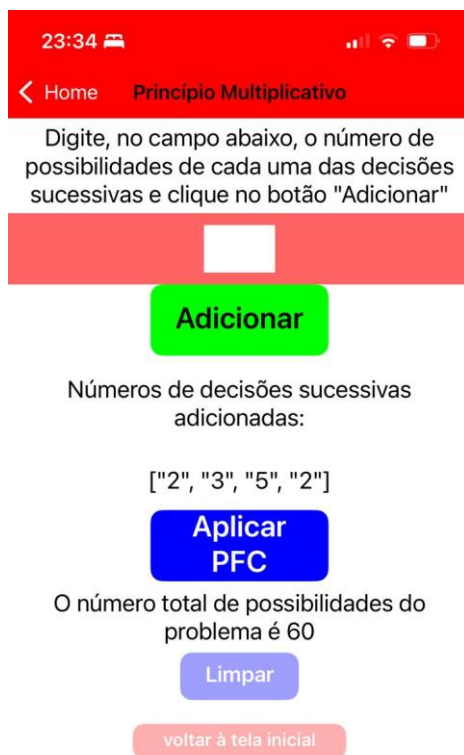 23:34
Home Princípio Multiplicativo
Digite, no campo abaixo, o número de
possibilidades de cada uma das decisões
sucessivas e clique no botão "Adicionar"
Adicionar
Números de decisões sucessivas
adicionadas:
["2", "3", "5", "2"]
Aplicar
PFC
O número total de possibilidades do
problema é 60
Limpar
voltar à tela inicial